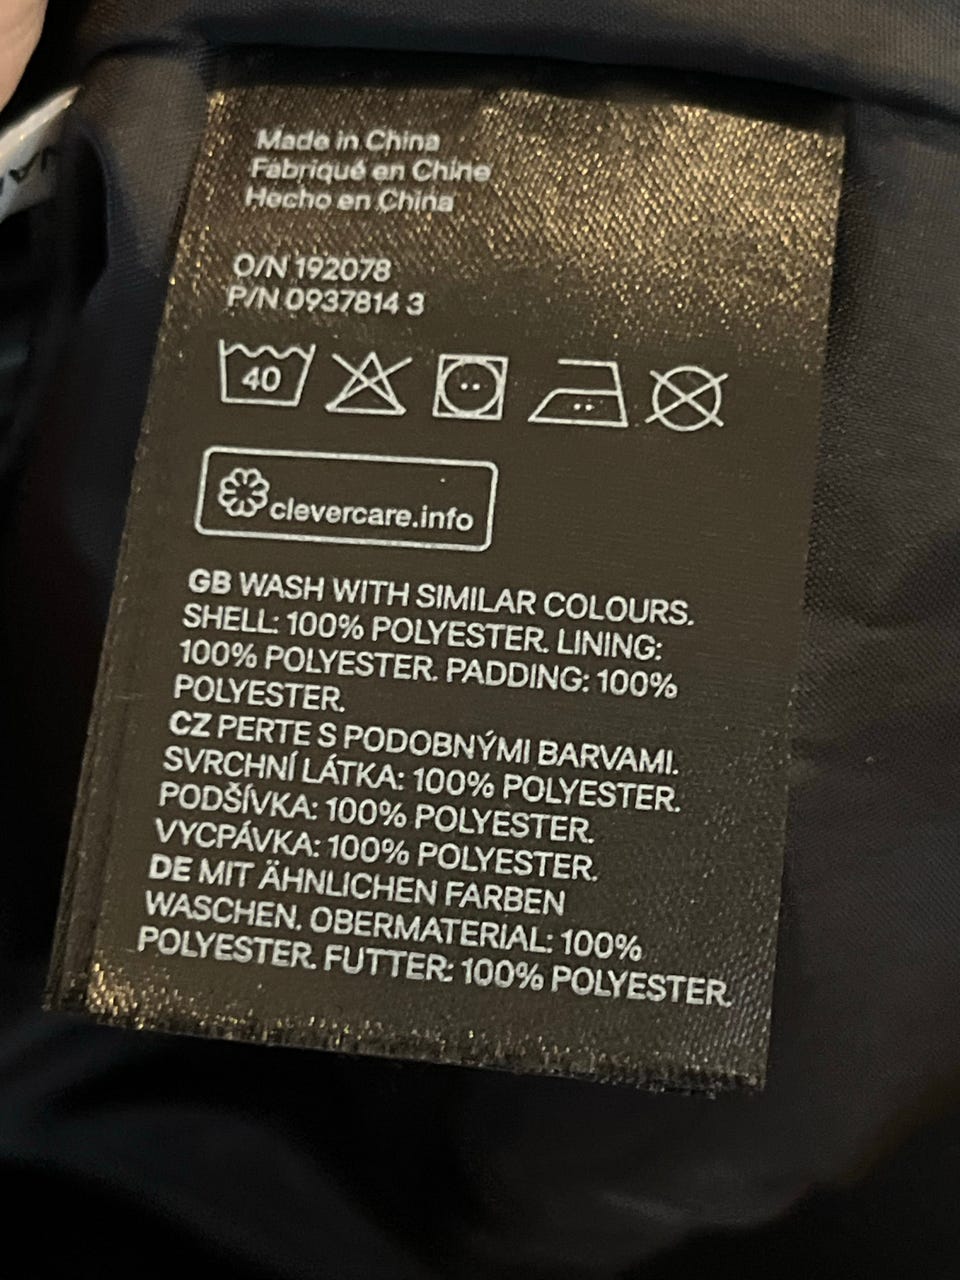 Made in China
Fabriqué en Chine
Hecho en China
O/N 192078
P/N 0937814 3
40
clevercare.info
GB WASH WITH SIMILAR COLOURS.
SHELL: 100% POLYESTER. LINING:
100% POLYESTER. PADDING: 100%
POLYESTER.
CZ PERTE S PODOBNÝMI BARVAMI.
SVRCHNÍ LÁTKA: 100% POLYESTER.
PODŠÍVKA: 100% POLYESTER.
VYCPÁVKA: 100% POLYESTER.
DE MIT ÄHNLICHEN FARBEN
WASCHEN. OBERMATERIAL: 100%
POLYESTER. FUTTER: 100% POLYESTER.